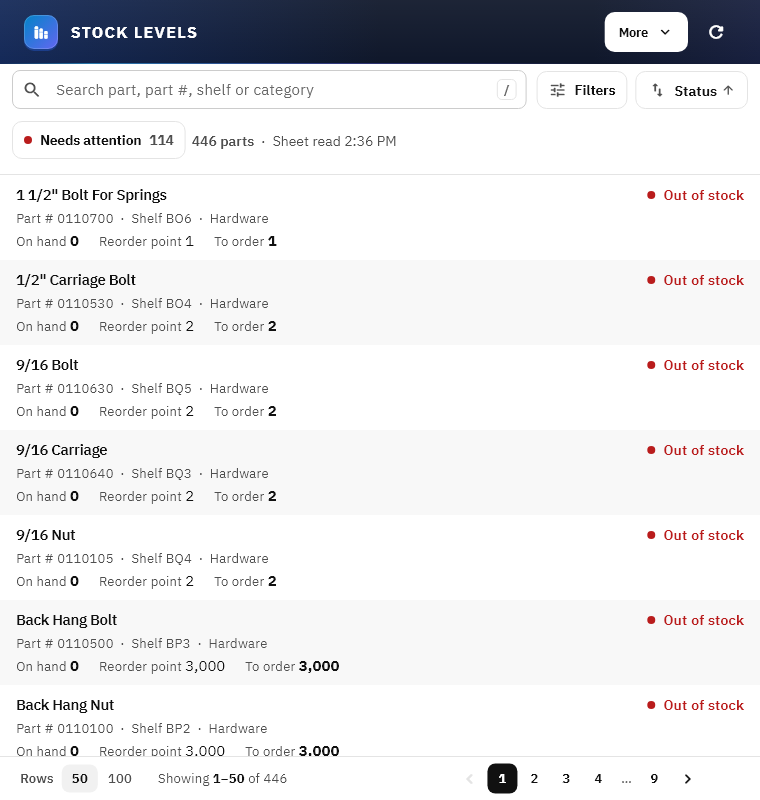 STOCK LEVELS
More
Search part, part #, shelf or category
/
Filters
Status ↑
Needs attention 114
446 parts · Sheet read 2:36 PM
1 1/2" Bolt For Springs
Out of stock
Part # 0110700 · Shelf BO6 · Hardware
On hand 0 Reorder point 1 To order 1
1/2" Carriage Bolt
Out of stock
Part # 0110530 · Shelf BO4 · Hardware
On hand 0 Reorder point 2 To order 2
9/16 Bolt
Out of stock
Part # 0110630 · Shelf BQ5 · Hardware
On hand 0 Reorder point 2 To order 2
9/16 Carriage
Out of stock
Part # 0110640 · Shelf BQ3 · Hardware
On hand 0 Reorder point 2 To order 2
9/16 Nut
Out of stock
Part # 0110105 · Shelf BQ4 · Hardware
On hand 0 Reorder point 2 To order 2
Back Hang Bolt
Out of stock
Part # 0110500 · Shelf BP3 · Hardware
On hand 0 Reorder point 3,000 To order 3,000
Back Hang Nut
Out of stock
Part # 0110100 · Shelf BP2 · Hardware
On hand 0 Reorder point 3,000 To order 3,000
Rows 50 100 Showing 1–50 of 446
1 2 3 4 ... 9